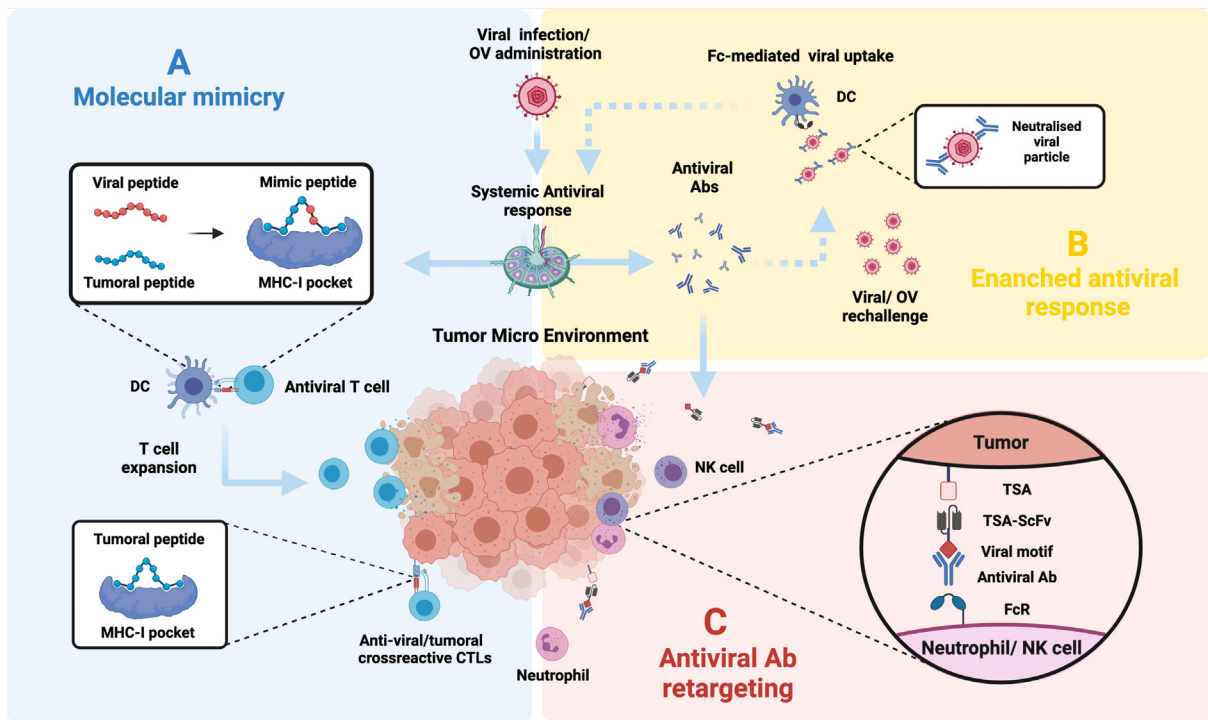 A
Molecular mimicry
Viral infection/
OV administration
Fc-mediated viral uptake
DC
Neutralised
viral
particle
Viral peptide
Mimic peptide
Tumoral peptide
MHC-I pocket
Systemic Antiviral
response
Antiviral
Abs
Viral/ OV
rechallenge
B
Enanched antiviral
response
Tumor Micro Environment
DC
Antiviral T cell
T cell
expansion
NK cell
Tumoral peptide
MHC-I pocket
Anti-viral/tumoral
crossreactive CTLs
Neutrophil
C
Antiviral Ab
retargeting
Tumor
TSA
TSA-ScFv
Viral motif
Antiviral Ab
FcR
Neutrophil/ NK cell